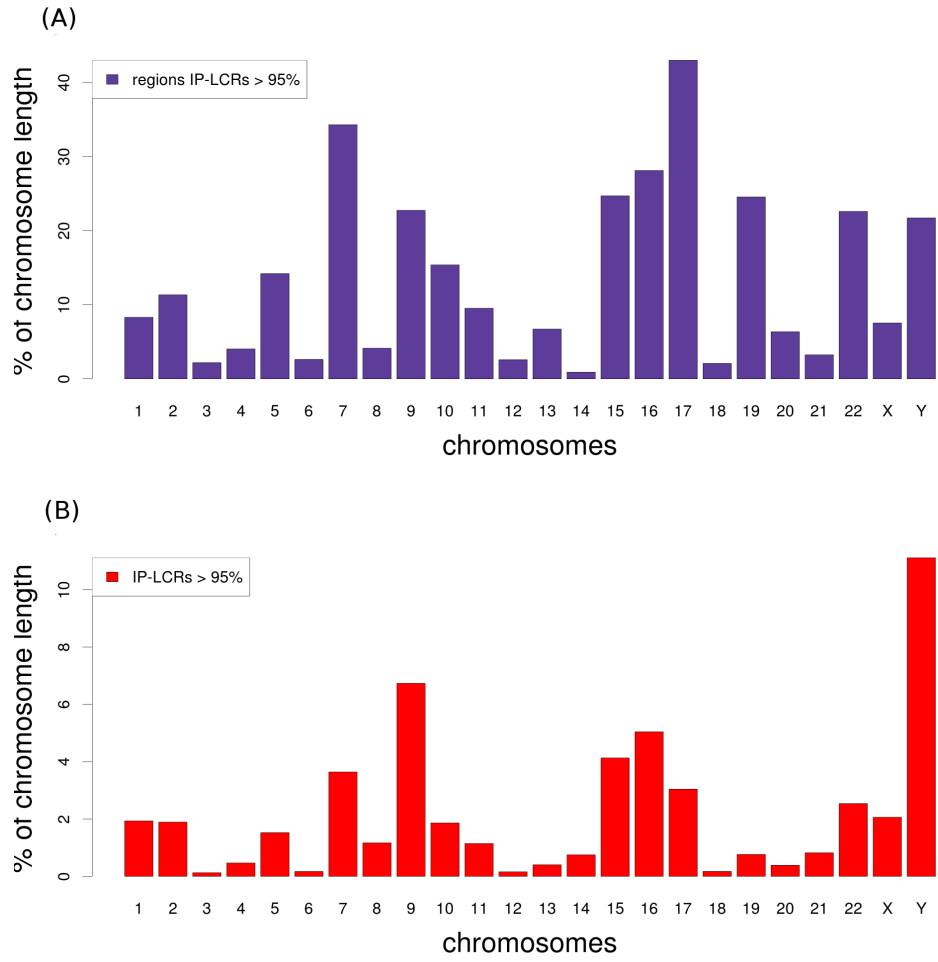 (A)
regions IP-LCRs > 95%
% of chromosome length
40
30
20
10
0
1 2 3 4 5 6 7 8 9 10 11 12 13 14 15 16 17 18 19 20 21 22 X Y
chromosomes
(B)
IP-LCRs > 95%
% of chromosome length
10
8
6
4
2
0
1 2 3 4 5 6 7 8 9 10 11 12 13 14 15 16 17 18 19 20 21 22 X Y
chromosomes